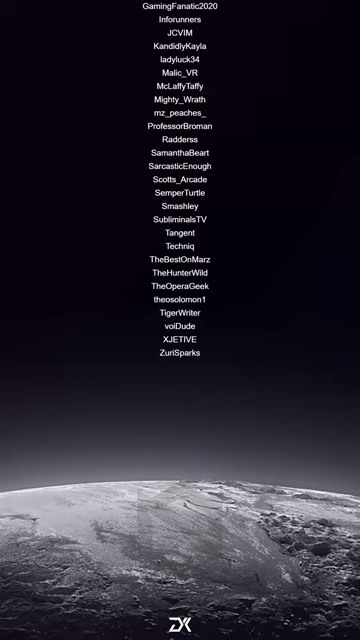 GamingFanatic2020
Inforunners
JCVIM
KandidlyKayla
ladyluck34
Malic_VR
McLaffyTaffy
Mighty_Wrath
mz_peaches_
ProfessorBroman
Radderss
SamanthaBeart
SarcasticEnough
Scotts_Arcade
SemperTurtle
Smashley
SubliminalsTV
Tangent
Techniq
TheBestOnMarz
TheHunterWild
TheOperaGeek
theosolomon1
TigerWriter
voiDude
XJETIVE
ZuriSparks